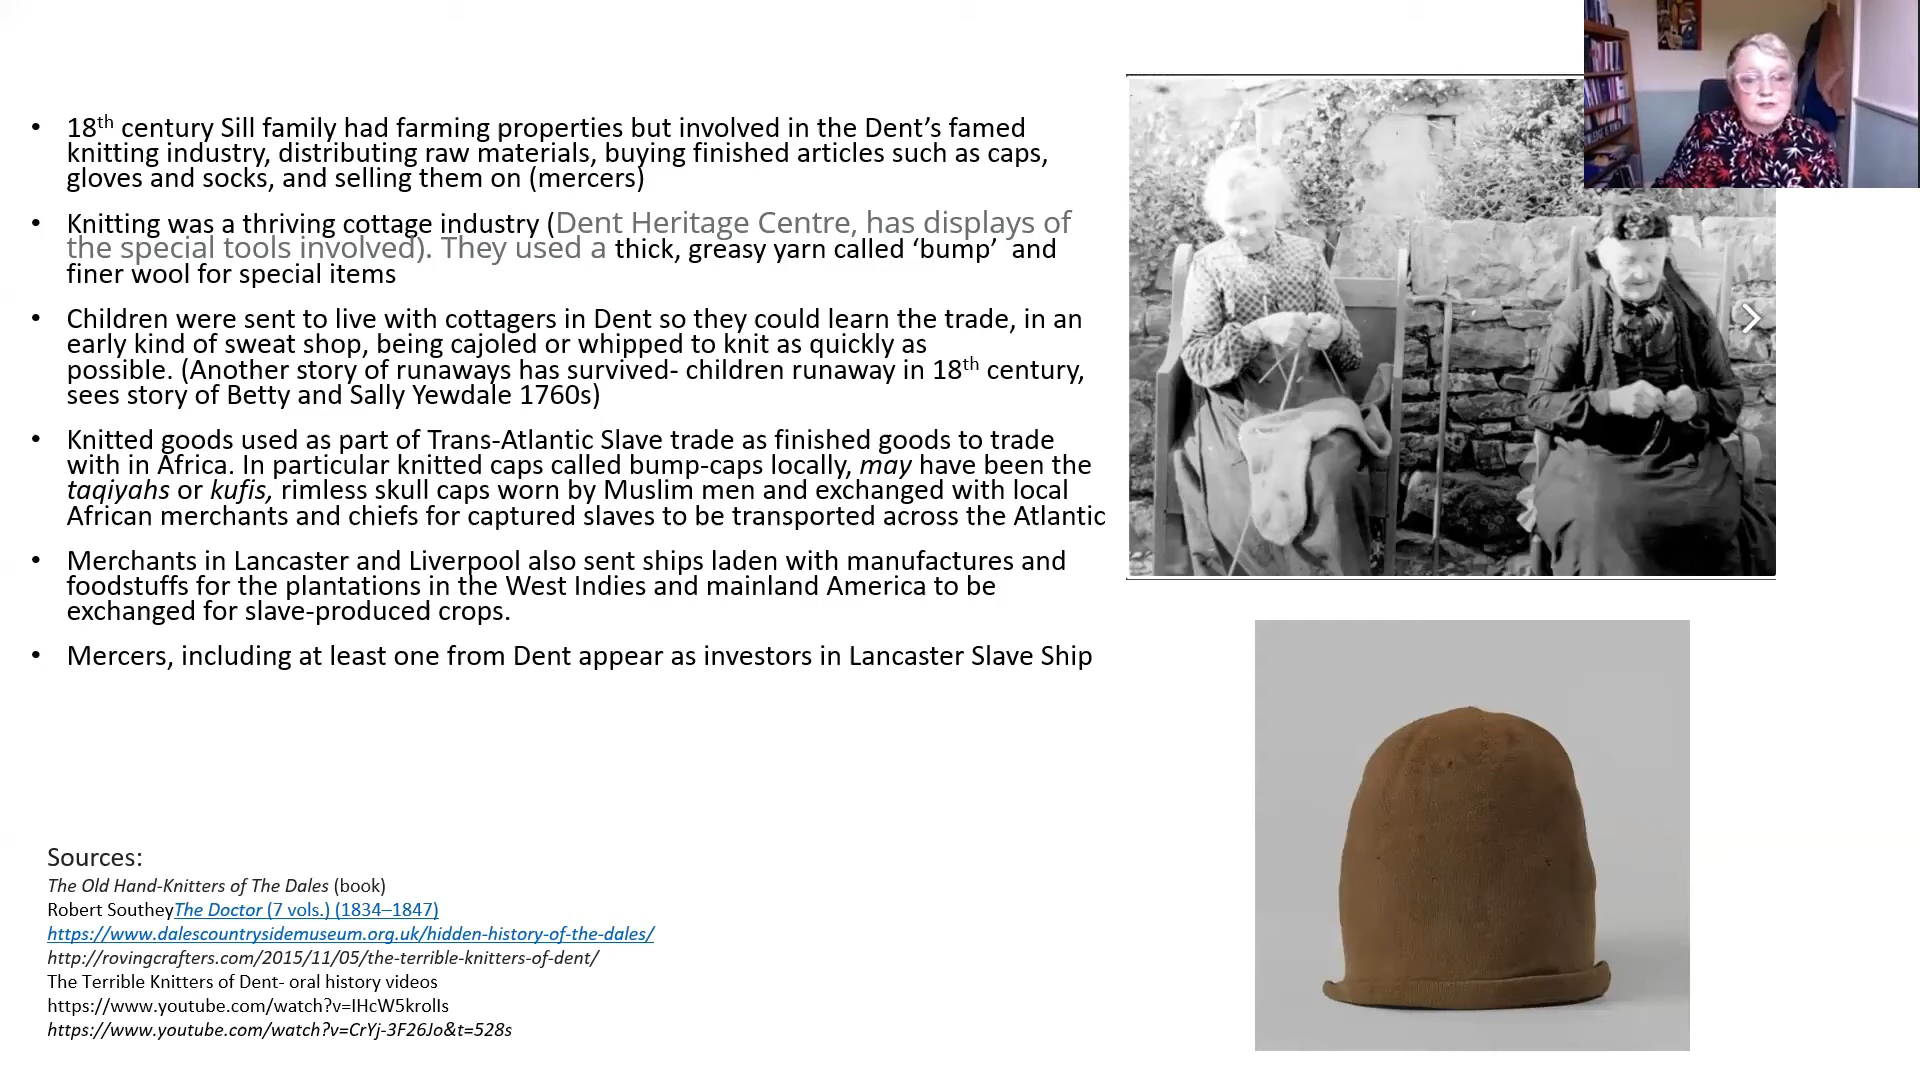 • 18th century Sill family had farming properties but involved in the Dent’s famed
knitting industry, distributing raw materials, buying finished articles such as caps,
gloves and socks, and selling them on (mercers)
• Knitting was a thriving cottage industry (Dent Heritage Centre, has displays of
the special tools involved). They used a thick, greasy yarn called ‘bump’ and
finer wool for special items
• Children were sent to live with cottagers in Dent so they could learn the trade, in an
early kind of sweat shop, being cajoled or whipped to knit as quickly as
possible. (Another story of runaways has survived- children runaway in 18th century,
sees story of Betty and Sally Yewdale 1760s)
• Knitted goods used as part of Trans-Atlantic Slave trade as finished goods to trade
with in Africa. In particular knitted caps called bump-caps locally, may have been the
taqiyahs or kufis, rimless skull caps worn by Muslim men and exchanged with local
African merchants and chiefs for captured slaves to be transported across the Atlantic
• Merchants in Lancaster and Liverpool also sent ships laden with manufactures and
foodstuffs for the plantations in the West Indies and mainland America to be
exchanged for slave-produced crops.
• Mercers, including at least one from Dent appear as investors in Lancaster Slave Ship
Sources:
The Old Hand-Knitters of The Dales (book)
Robert SoutheyThe Doctor (7 vols.) (1834–1847)
https://www.dalescountrysidemuseum.org.uk/hidden-history-of-the-dales/
http://rovingcrafters.com/2015/11/05/the-terrible-knitters-of-dent/
The Terrible Knitters of Dent- oral history videos
https://www.youtube.com/watch?v=IHcW5krolIs
https://www.youtube.com/watch?v=CrYj-3F26Jo&t=528s